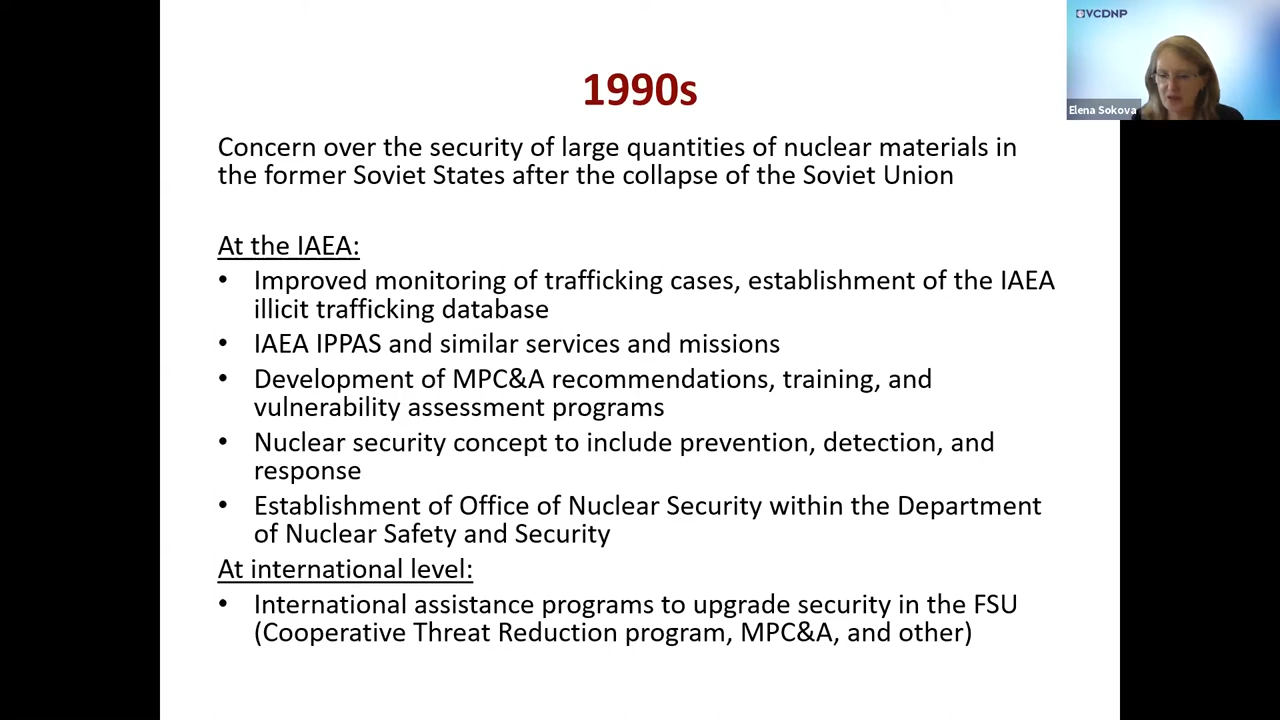 VCDNP
Elena Sokova
1990s
Concern over the security of large quantities of nuclear materials in
the former Soviet States after the collapse of the Soviet Union
At the IAEA:
• Improved monitoring of trafficking cases, establishment of the IAEA
illicit trafficking database
• IAEA IPPAS and similar services and missions
• Development of MPC&A recommendations, training, and
vulnerability assessment programs
• Nuclear security concept to include prevention, detection, and
response
• Establishment of Office of Nuclear Security within the Department
of Nuclear Safety and Security
At international level:
• International assistance programs to upgrade security in the FSU
(Cooperative Threat Reduction program, MPC&A, and other)